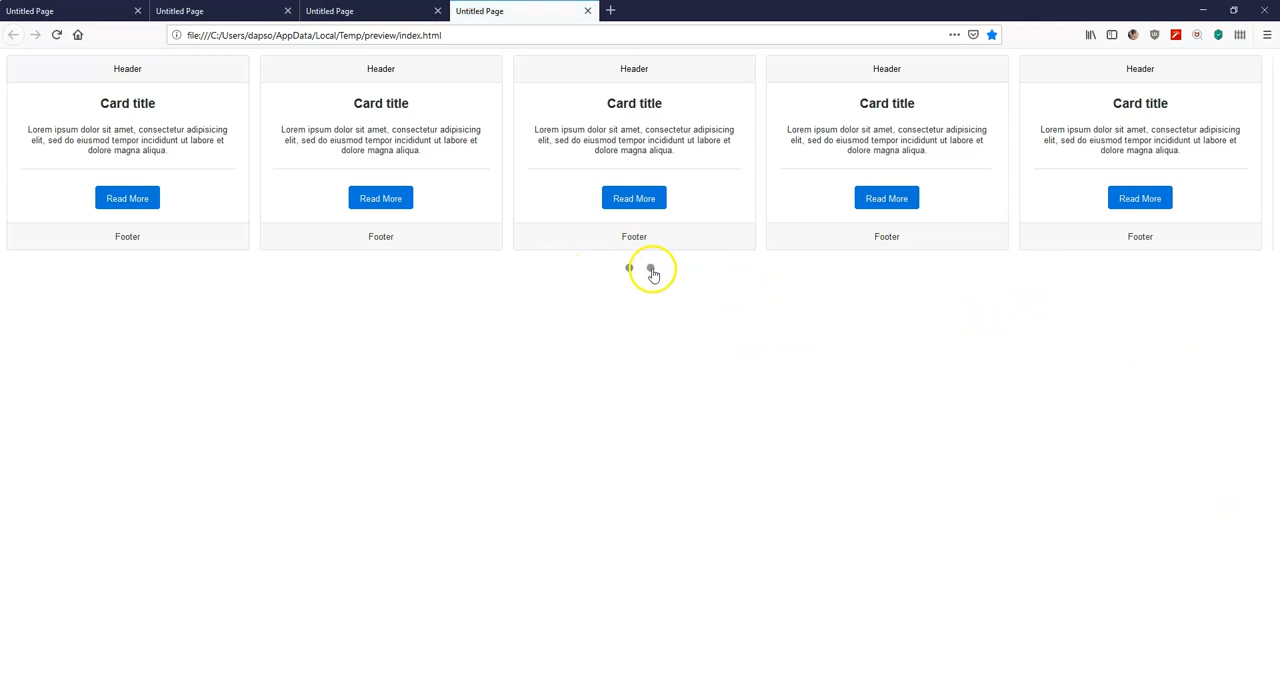 Untitled Page Untitled Page Untitled Page Untitled Page
file:///C:/Users/dapso/AppData/Local/Temp/preview/index.html
Header Header Header Header Header
Card title Card title Card title Card title Card title
Lorem ipsum dolor sit amet, consectetur adipisicing
elit, sed do eiusmod tempor incididunt ut labore et
dolore magna aliqua.
Lorem ipsum dolor sit amet, consectetur adipisicing
elit, sed do eiusmod tempor incididunt ut labore et
dolore magna aliqua.
Lorem ipsum dolor sit amet, consectetur adipisicing
elit, sed do eiusmod tempor incididunt ut labore et
dolore magna aliqua.
Lorem ipsum dolor sit amet, consectetur adipisicing
elit, sed do eiusmod tempor incididunt ut labore et
dolore magna aliqua.
Lorem ipsum dolor sit amet, consectetur adipisicing
elit, sed do eiusmod tempor incididunt ut labore et
dolore magna aliqua.
Read More Read More Read More Read More Read More
Footer Footer Footer Footer Footer